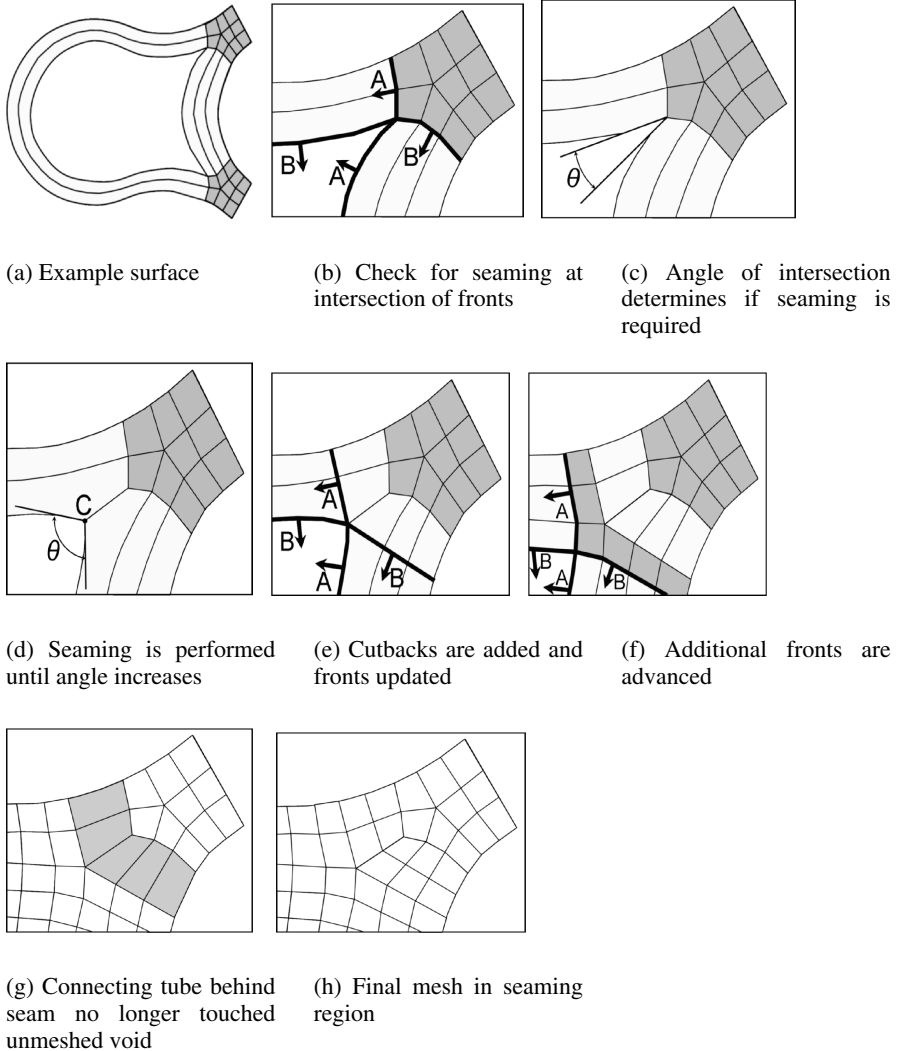 A
B
A
B
θ
(a) Example surface
(b) Check for seaming at
intersection of fronts
(c) Angle of intersection
determines if seaming is
required
C
θ
A
B
A
B
A
B
A
B
(d) Seaming is performed
until angle increases
(e) Cutbacks are added and
fronts updated
(f) Additional fronts are
advanced
(g) Connecting tube behind
seam no longer touched
unmeshed void
(h) Final mesh in seaming
region